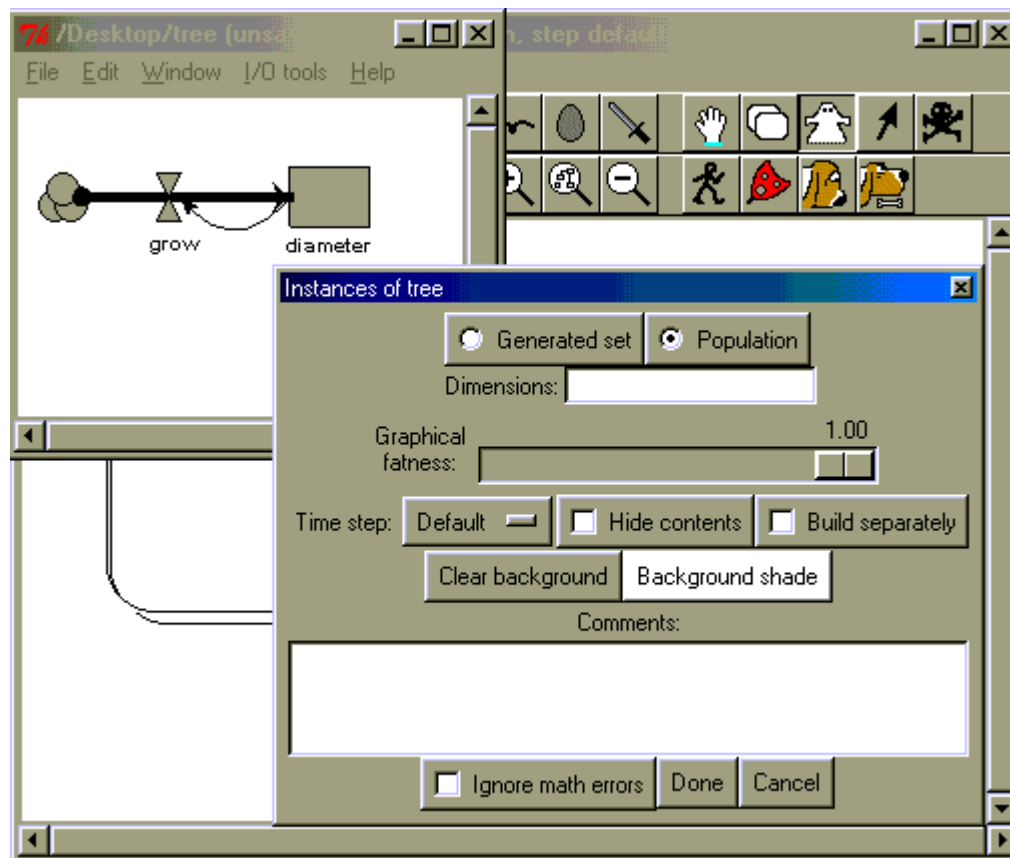 /Desktop/tree (unsa
n, step defaul
File Edit Window I/O tools Help
grow
diameter
Instances of tree
Generated set Population
Dimensions:
1.00
Graphical
fatness:
Time step: Default Hide contents Build separately
Clear background Background shade
Comments:
Ignore math errors Done Cancel